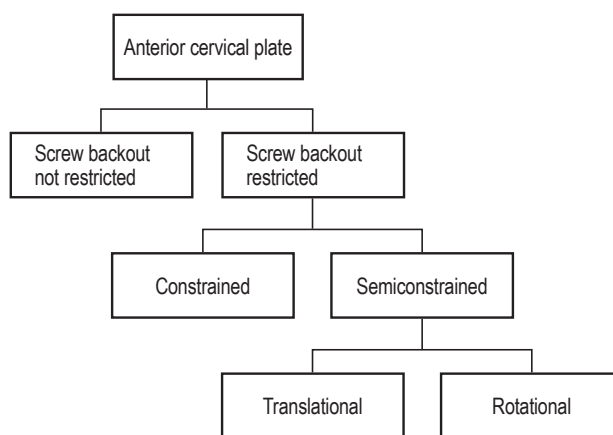 Anterior cervical plate
Screw backout
not restricted
Screw backout
restricted
Constrained
Semiconstrained
Translational
Rotational